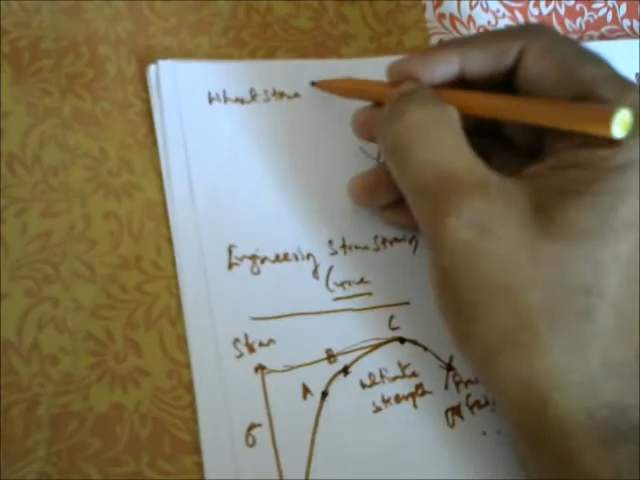 Wheatstone
Engineering Stress Strain
Curve
Stress
C
B
A
ultimate
strength
σ